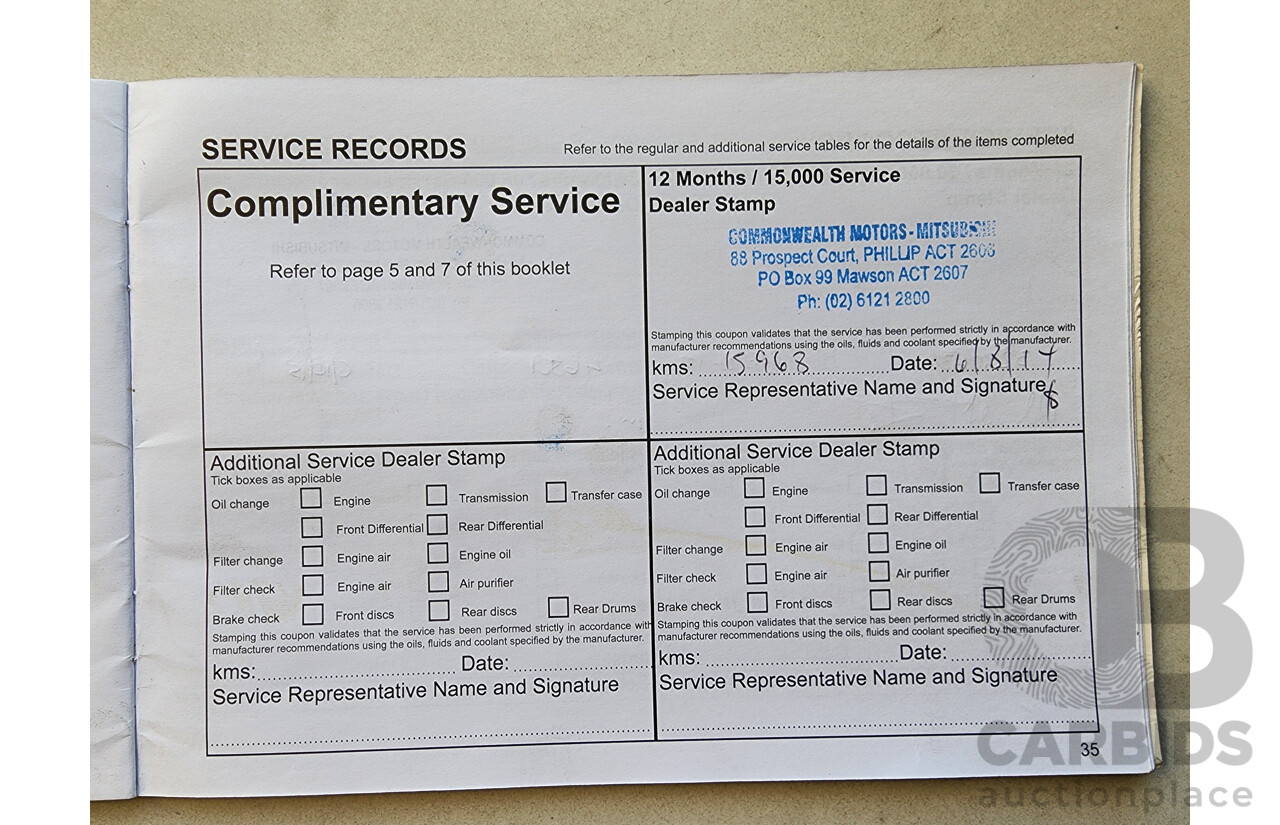 SERVICE RECORDS
Refer to the regular and additional service tables for the details of the items completed
Complimentary Service
Refer to page 5 and 7 of this booklet
12 Months / 15,000 Service
Dealer Stamp
COMMONWEALTH MOTORS - MITSUBISHI
88 Prospect Court, PHILLIP ACT 2606
PO Box 99 Mawson ACT 2607
Ph: (02) 6121 2800
Stamping this coupon validates that the service has been performed strictly in accordance with
manufacturer recommendations using the oils, fluids and coolant specified by the manufacturer.
kms: 15968 Date: 6/8/17
Service Representative Name and Signature
Additional Service Dealer Stamp
Tick boxes as applicable
Oil change Engine Transmission Transfer case
Front Differential Rear Differential
Filter change Engine air Engine oil
Filter check Engine air Air purifier
Brake check Front discs Rear discs Rear Drums
Stamping this coupon validates that the service has been performed strictly in accordance with
manufacturer recommendations using the oils, fluids and coolant specified by the manufacturer.
kms: Date:
Service Representative Name and Signature
Additional Service Dealer Stamp
Tick boxes as applicable
Oil change Engine Transmission Transfer case
Front Differential Rear Differential
Filter change Engine air Engine oil
Filter check Engine air Air purifier
Brake check Front discs Rear discs Rear Drums
Stamping this coupon validates that the service has been performed strictly in accordance with
manufacturer recommendations using the oils, fluids and coolant specified by the manufacturer.
kms: Date:
Service Representative Name and Signature
35
CB
CARBIDS
auctionplace